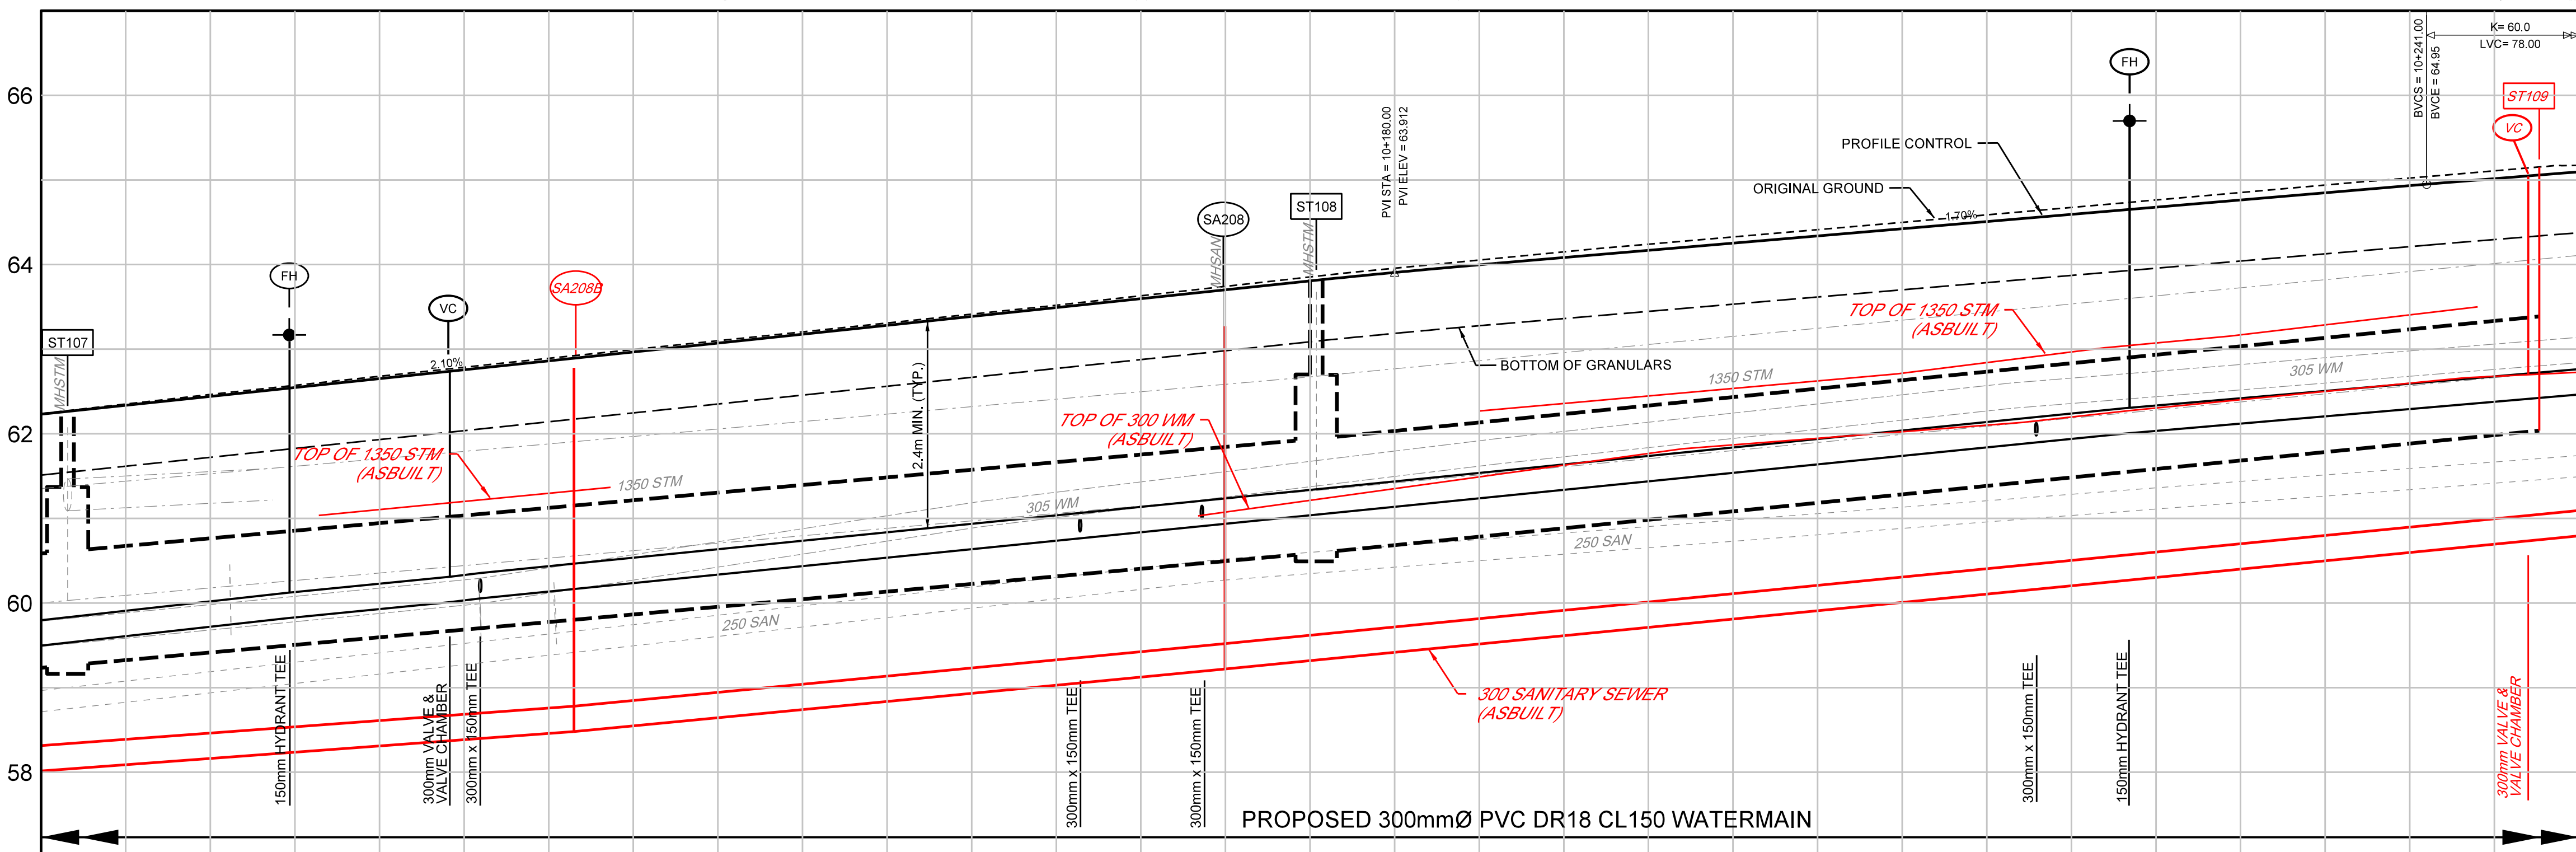 66
64
62
60
58
ST107
MHSTM
FH
VC
2.10%
SA208B
TOP OF 1350 STM
(ASBUILT)
1350 STM
250 SAN
150mm HYDRANT TEE
300mm VALVE &
VALVE CHAMBER
300mm x 150mm TEE
2.4m MIN. (TYP.)
305 WM
TOP OF 300 WM
(ASBUILT)
SA208
MHSAN
ST108
MHSTM
300mm x 150mm TEE
300mm x 150mm TEE
PVI STA = 10+180.00
PVI ELEV = 63.912
BOTTOM OF GRANULARS
1350 STM
250 SAN
300 SANITARY SEWER
(ASBUILT)
PROFILE CONTROL
ORIGINAL GROUND
1.70%
TOP OF 1350 STM
(ASBUILT)
FH
305 WM
300mm x 150mm TEE
150mm HYDRANT TEE
BVCS = 10+241.00
BVCE = 64.95
K= 60.0
LVC= 78.00
ST109
VC
300mm VALVE &
VALVE CHAMBER
PROPOSED 300mmØ PVC DR18 CL150 WATERMAIN